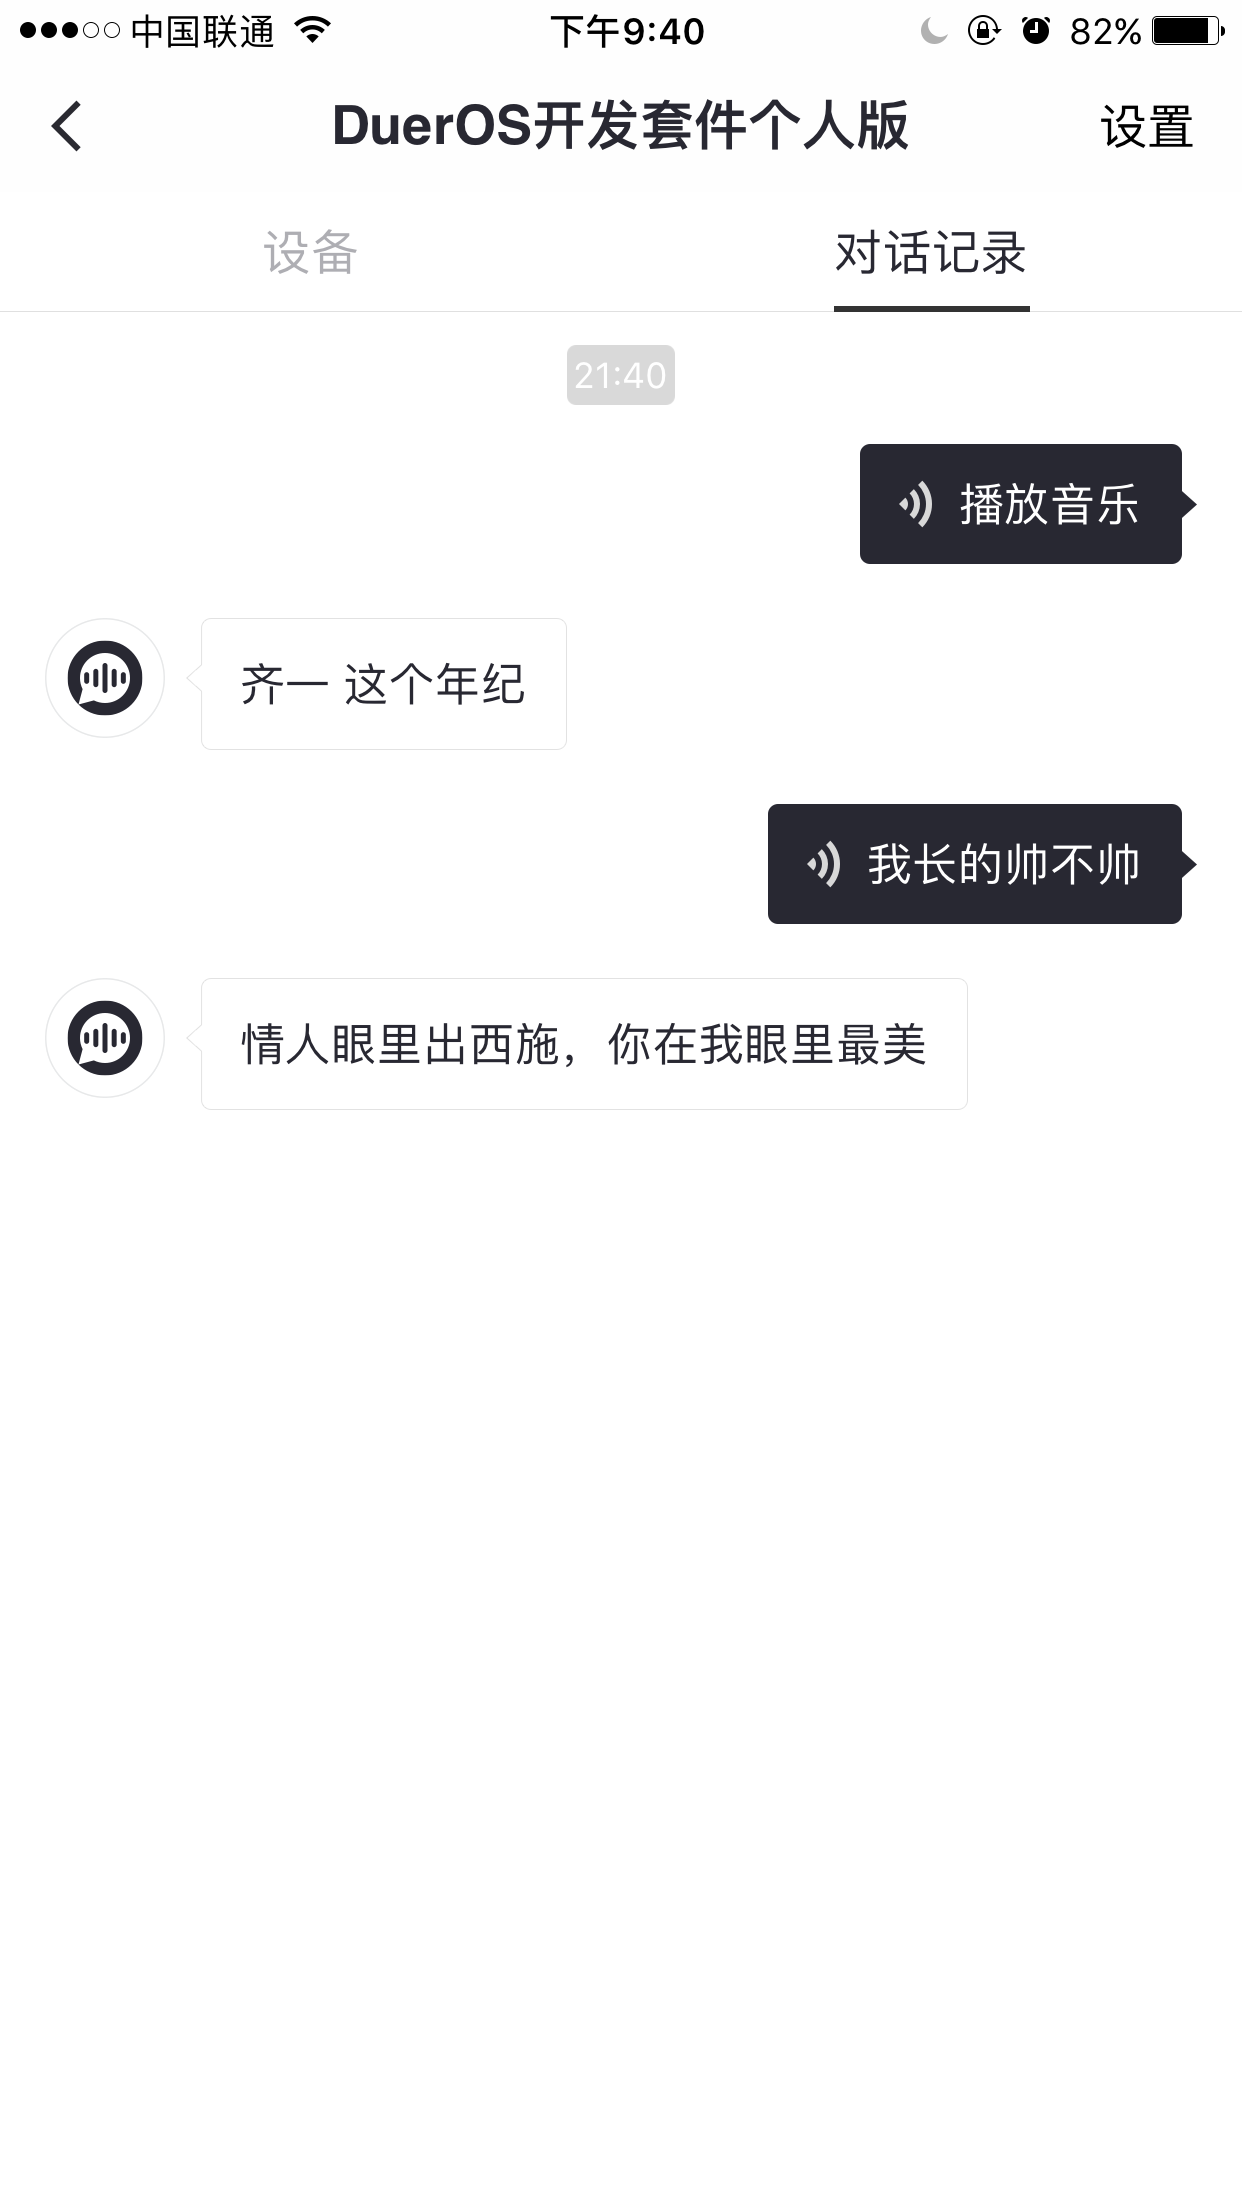 中国联通 下午9:40 82%
DuerOS开发套件个人版 设置
设备 对话记录
21:40
播放音乐
齐一 这个年纪
我长的帅不帅
情人眼里出西施，你在我眼里最美